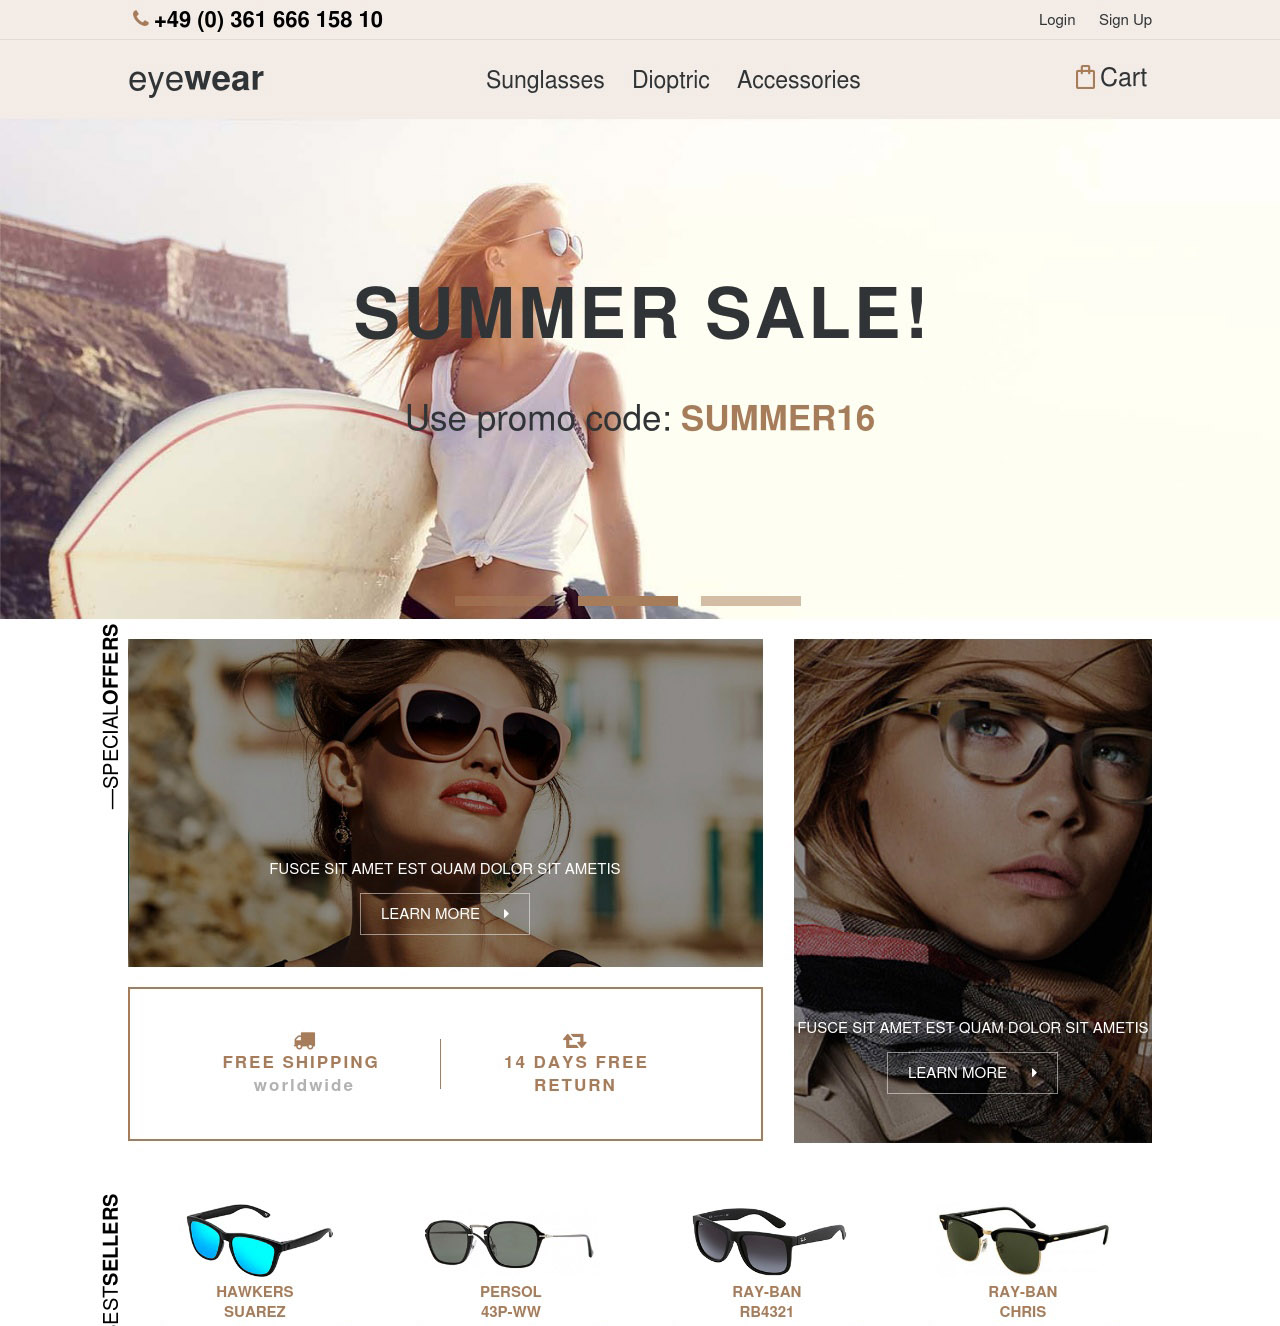 +49 (0) 361 666 158 10
Login Sign Up
eyewear
Sunglasses Dioptric Accessories
Cart
SUMMER SALE!
Use promo code: SUMMER16
—SPECIALOFFERS
FUSCE SIT AMET EST QUAM DOLOR SIT AMETIS
LEARN MORE
FUSCE SIT AMET EST QUAM DOLOR SIT AMETIS
LEARN MORE
FREE SHIPPING
worldwide
14 DAYS FREE
RETURN
ESTSELLERS
HAWKERS
SUAREZ
PERSOL
43P-WW
RAY-BAN
RB4321
RAY-BAN
CHRIS